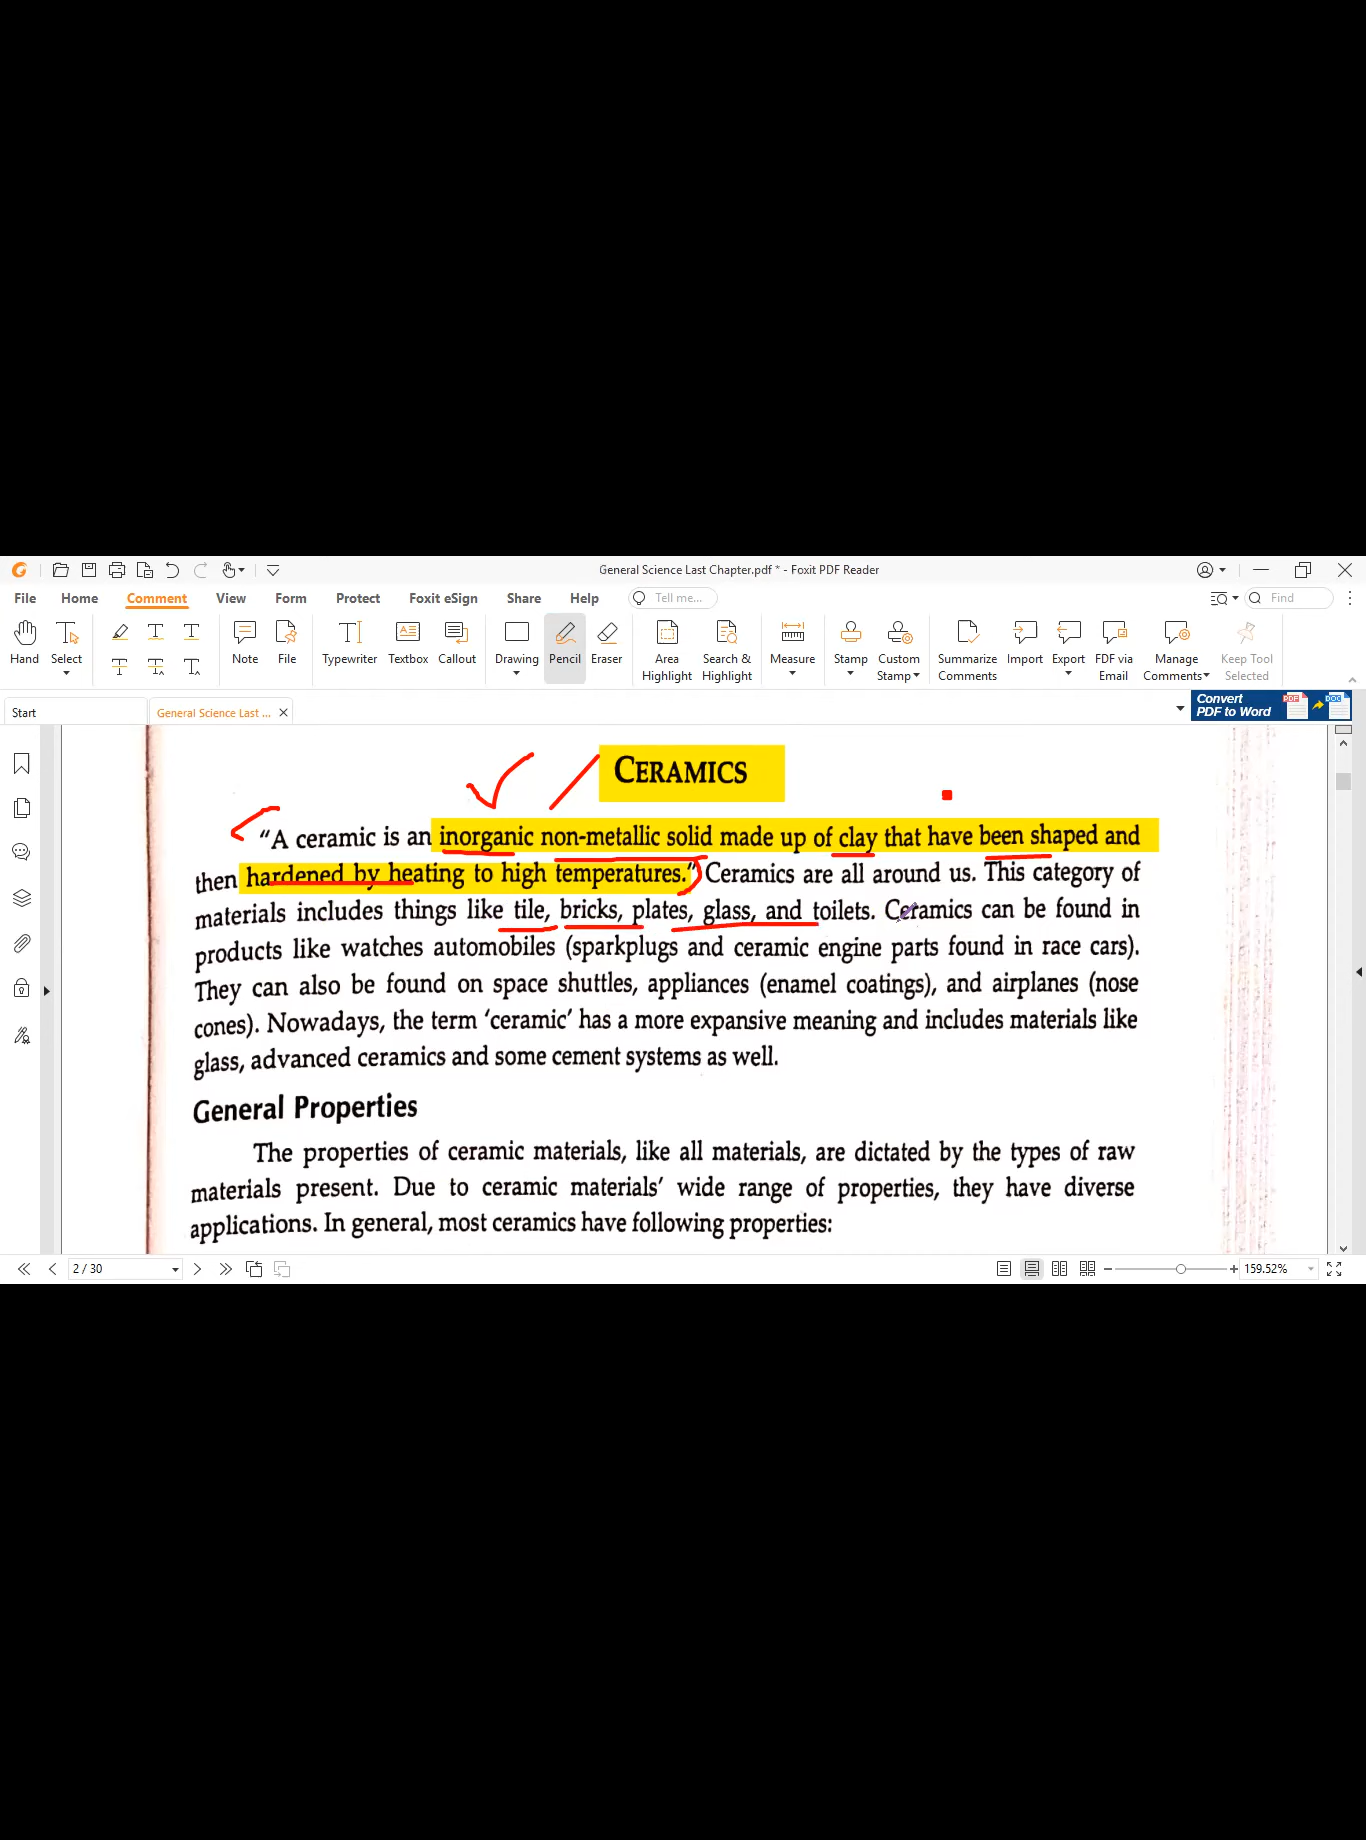 General Science Last Chapter.pdf * - Foxit PDF Reader
File Home Comment View Form Protect Foxit eSign Share Help Tell me... Find
Hand Select Note File Typewriter Textbox Callout Drawing Pencil Eraser Area Highlight Search & Highlight Measure Stamp Custom Stamp Summarize Comments Import Export FDF via Email Manage Comments Keep Tool Selected
Start General Science Last ... Convert PDF to Word PDF DOC
CERAMICS
"A ceramic is an inorganic non-metallic solid made up of clay that have been shaped and
then hardened by heating to high temperatures." Ceramics are all around us. This category of
materials includes things like tile, bricks, plates, glass, and toilets. Ceramics can be found in
products like watches automobiles (sparkplugs and ceramic engine parts found in race cars).
They can also be found on space shuttles, appliances (enamel coatings), and airplanes (nose
cones). Nowadays, the term 'ceramic' has a more expansive meaning and includes materials like
glass, advanced ceramics and some cement systems as well.
General Properties
The properties of ceramic materials, like all materials, are dictated by the types of raw
materials present. Due to ceramic materials' wide range of properties, they have diverse
applications. In general, most ceramics have following properties:
2 / 30 159.52%